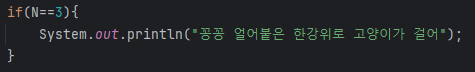 if(N==3){
    System.out.println("꽁꽁 얼어붙은 한강위로 고양이가 걸어");
}